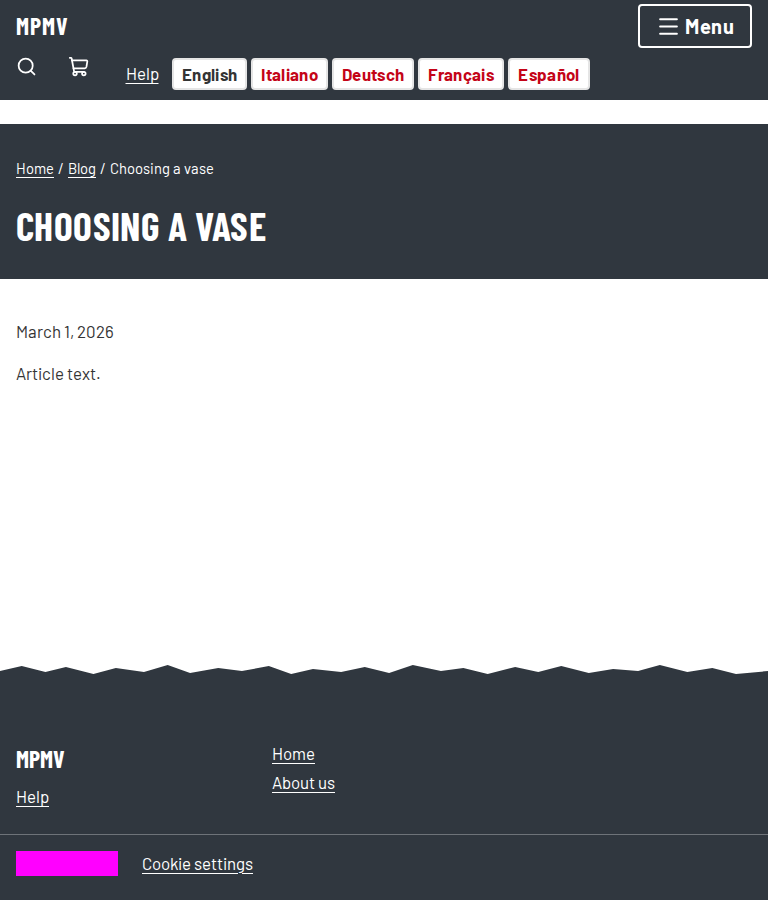 MPMV
Menu
Help English Italiano Deutsch Français Español
Home / Blog / Choosing a vase
CHOOSING A VASE
March 1, 2026
Article text.
MPMV
Help
Home
About us
Cookie settings